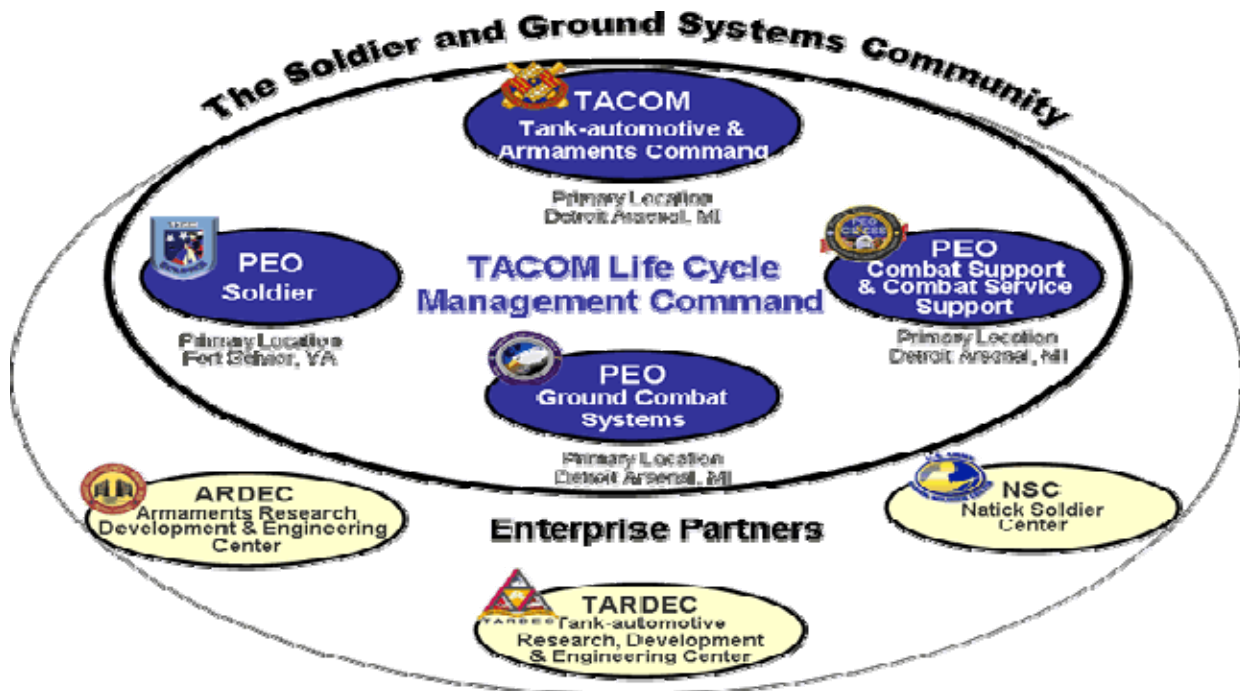 The Soldier and Ground Systems Community
TACOM
Tank-automotive &
Armaments Command
Primary Location
Detroit Arsenal, MI
PEO
Soldier
Primary Location
Fort Belvoir, VA
TACOM Life Cycle
Management Command
PEO
Combat Support
& Combat Service
Support
Primary Location
Detroit Arsenal, MI
PEO
Ground Combat
Systems
Primary Location
Detroit Arsenal, MI
ARDEC
Armaments Research
Development & Engineering
Center
Enterprise Partners
NSC
Natick Soldier
Center
TARDEC
TARDEC
Tank-automotive
Research, Development
& Engineering Center